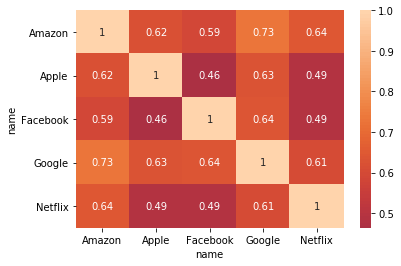 Amazon 1 0.62 0.59 0.73 0.64
Apple 0.62 1 0.46 0.63 0.49
Facebook 0.59 0.46 1 0.64 0.49
Google 0.73 0.63 0.64 1 0.61
Netflix 0.64 0.49 0.49 0.61 1
Amazon Apple Facebook Google Netflix
name
name
1.0
0.9
0.8
0.7
0.6
0.5